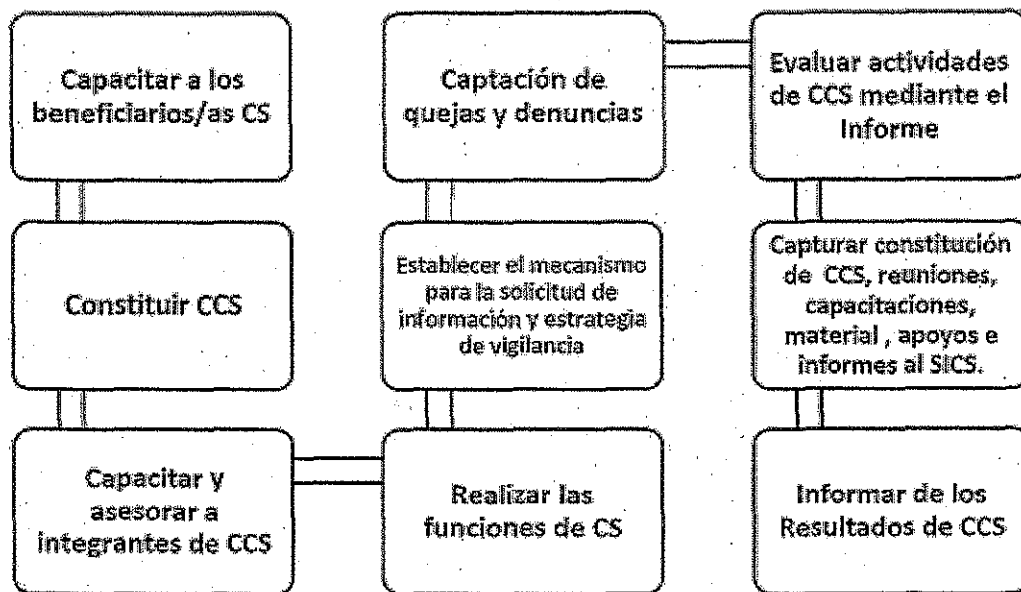 Capacitar a los
beneficiarios/as CS
Constituir CCS
Capacitar y
asesorar a
integrantes de CCS
Realizar las
funciones de CS
Establecer el mecanismo
para la solicitud de
información y estrategia
de vigilancia
Captación de
quejas y denuncias
Evaluar actividades
de CCS mediante el
Informe
Capturar constitución
de CCS, reuniones,
capacitaciones,
material , apoyos e
informes al SICS.
Informar de los
Resultados de CCS